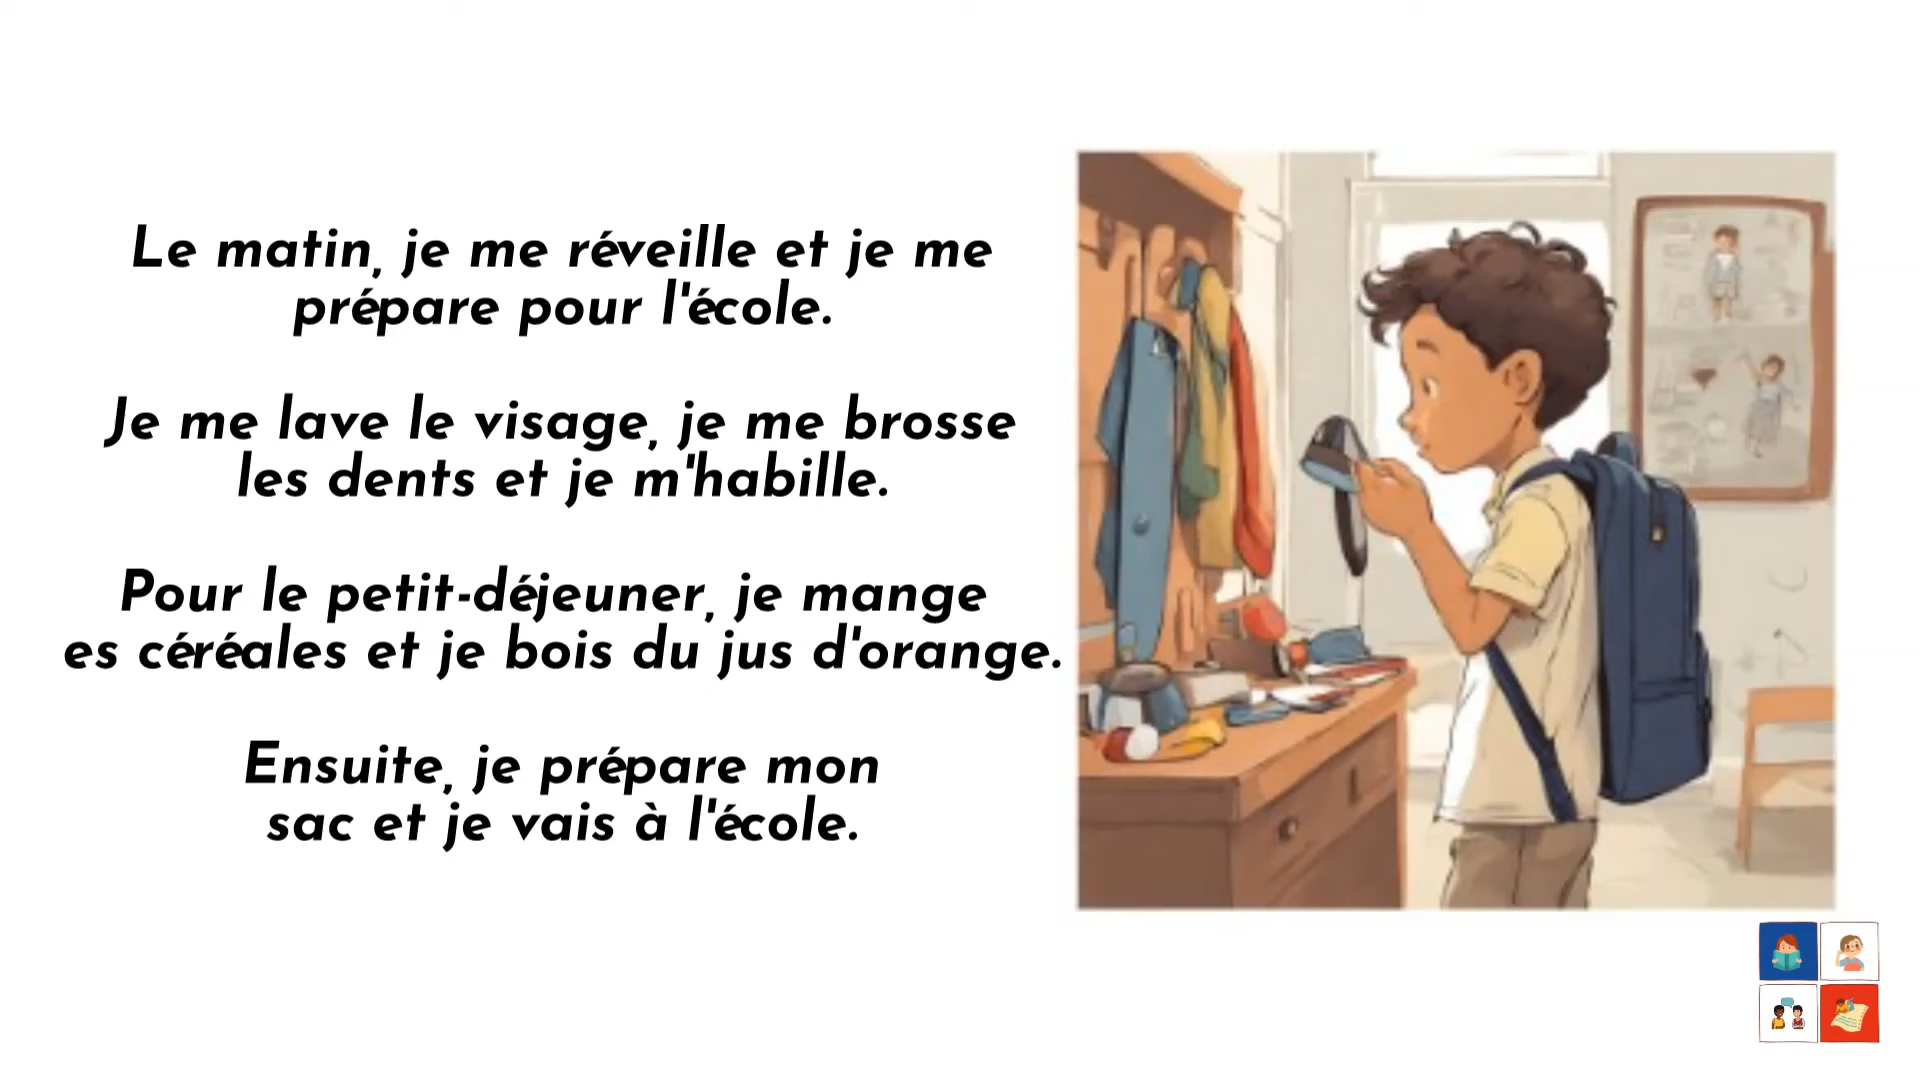 Le matin, je me réveille et je me
prépare pour l'école.
Je me lave le visage, je me brosse
les dents et je m'habille.
Pour le petit-déjeuner, je mange
es céréales et je bois du jus d'orange.
Ensuite, je prépare mon
sac et je vais à l'école.